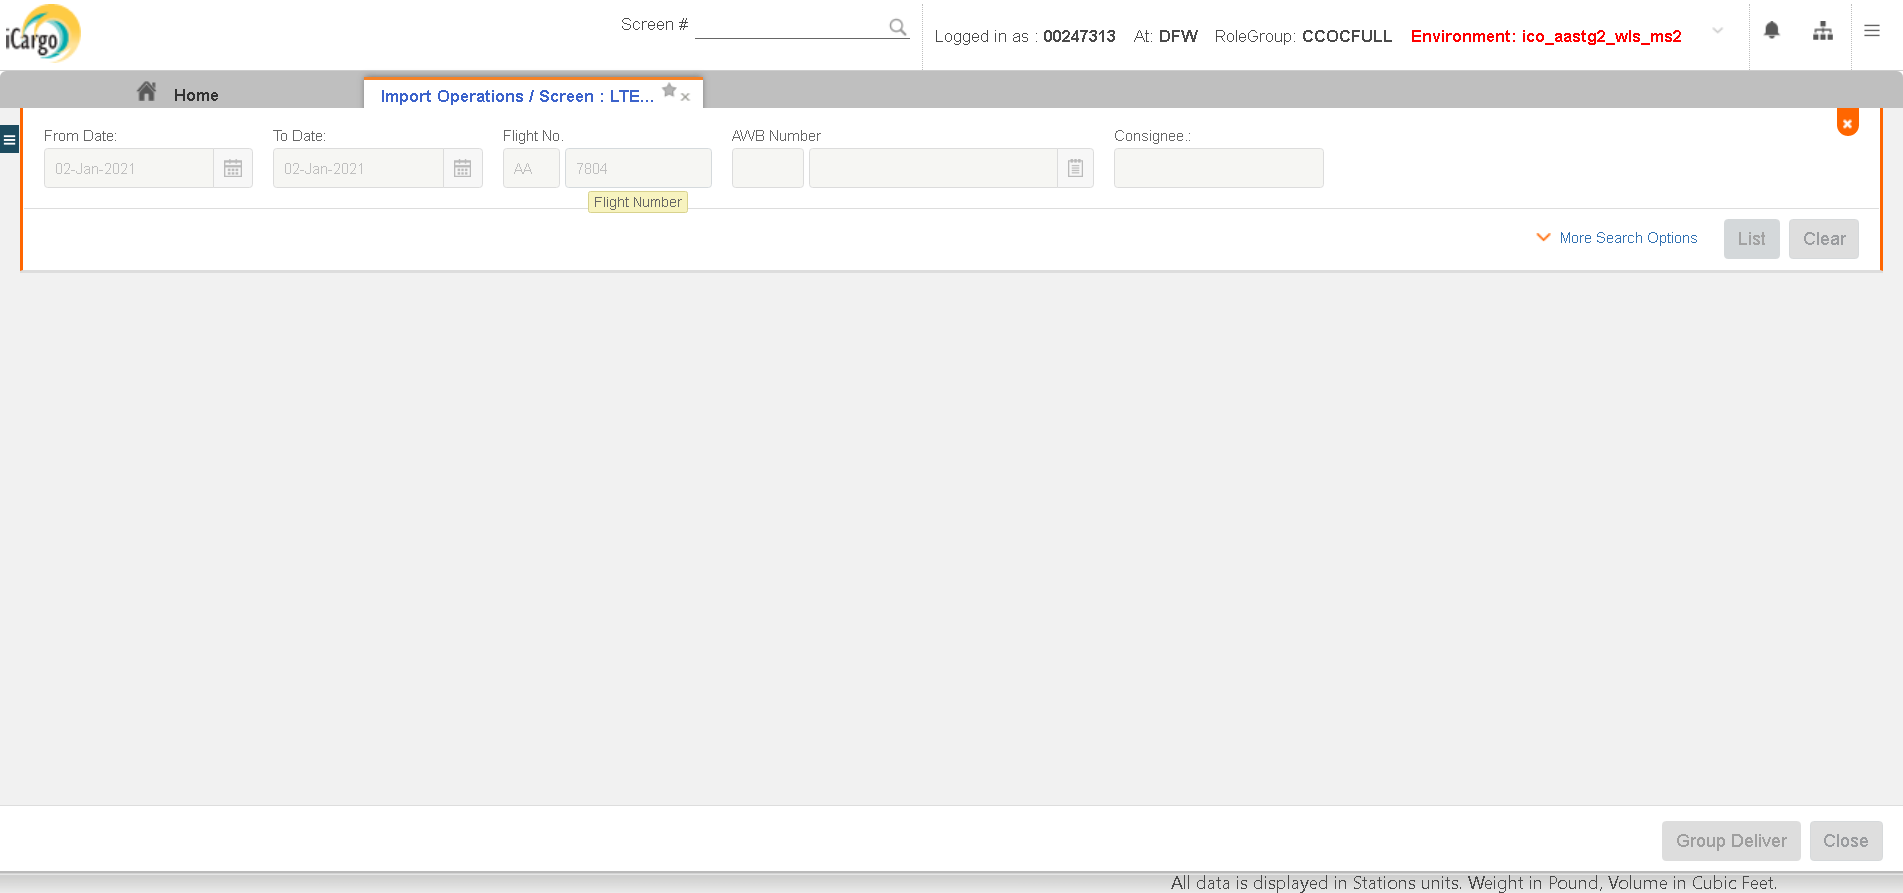 iCargo
Screen #
Logged in as : 00247313 At: DFW RoleGroup: CCOCFULL Environment: ico_aastg2_wls_ms2
Home
Import Operations / Screen : LTE...
From Date: To Date: Flight No. AWB Number Consignee.:
02-Jan-2021 02-Jan-2021 AA 7804
Flight Number
More Search Options List Clear
Group Deliver Close
All data is displayed in Stations units. Weight in Pound, Volume in Cubic Feet.